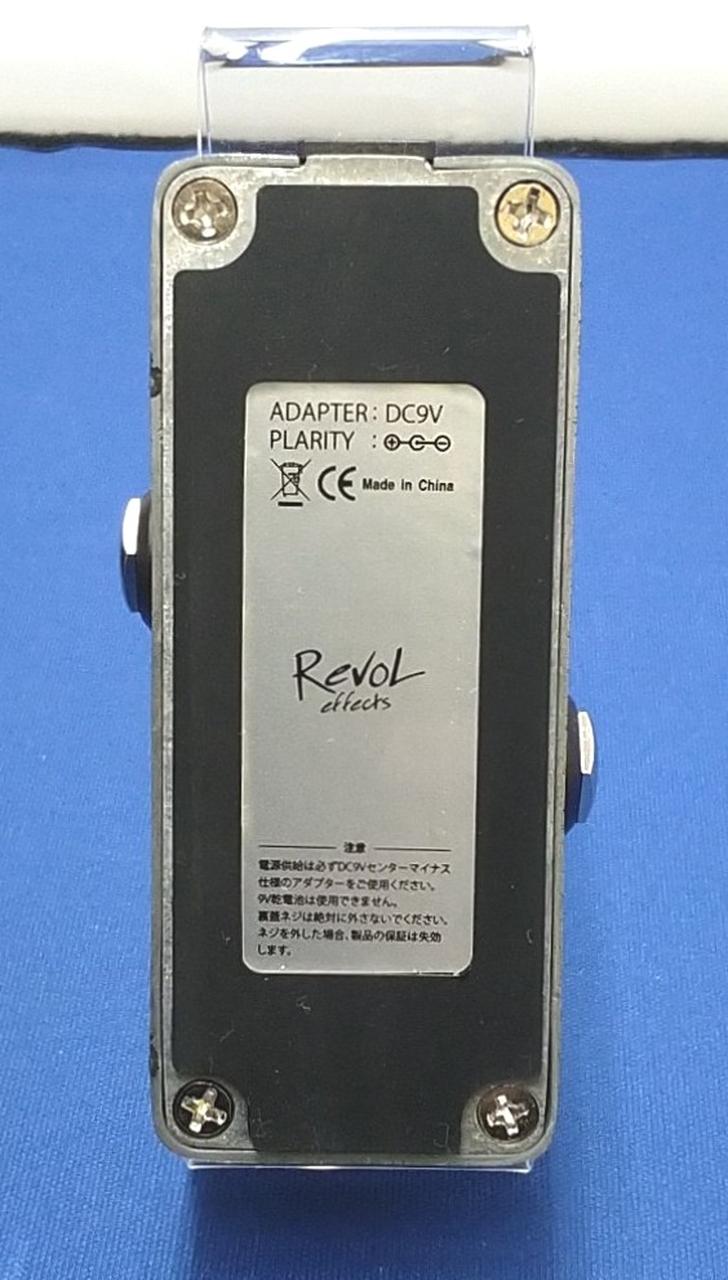 ADAPTER: DC9V
PLARITY :
CE Made in China
Revol
effects
注意
電源供給は必ずDC9Vセンターマイナス
仕様のアダプターをご使用ください。
9V乾電池は使用できません。
裏蓋ネジは絶対に外さないでください。
ネジを外した場合、製品の保証は失効
します。